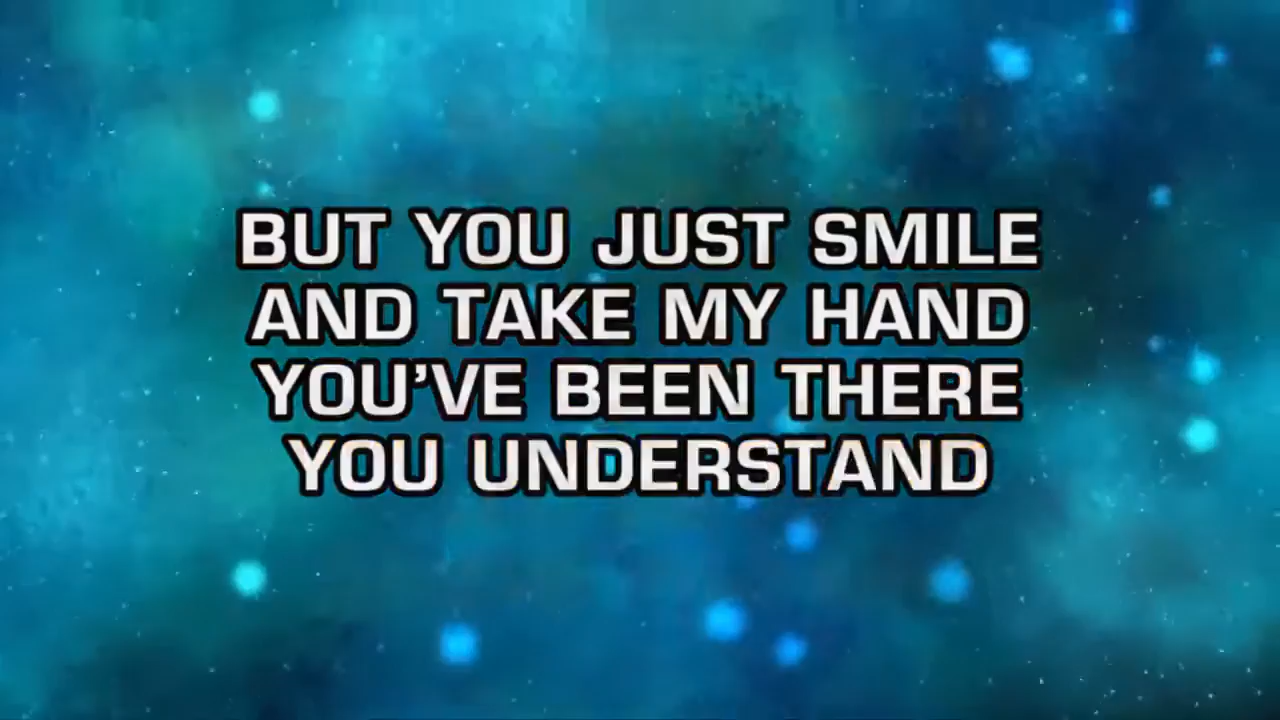 BUT YOU JUST SMILE
AND TAKE MY HAND
YOU'VE BEEN THERE
YOU UNDERSTAND